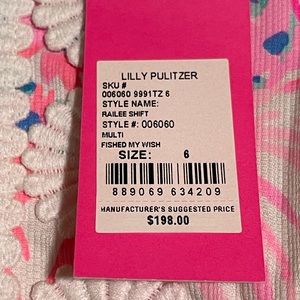 LILLY PULITZER
SKU #
006060 9991TZ 6
STYLE NAME:
RAILEE SHIFT
STYLE #: 006060
MULTI
FISHED MY WISH
SIZE: 6
889069 634209
MANUFACTURER'S SUGGESTED PRICE
$198.00